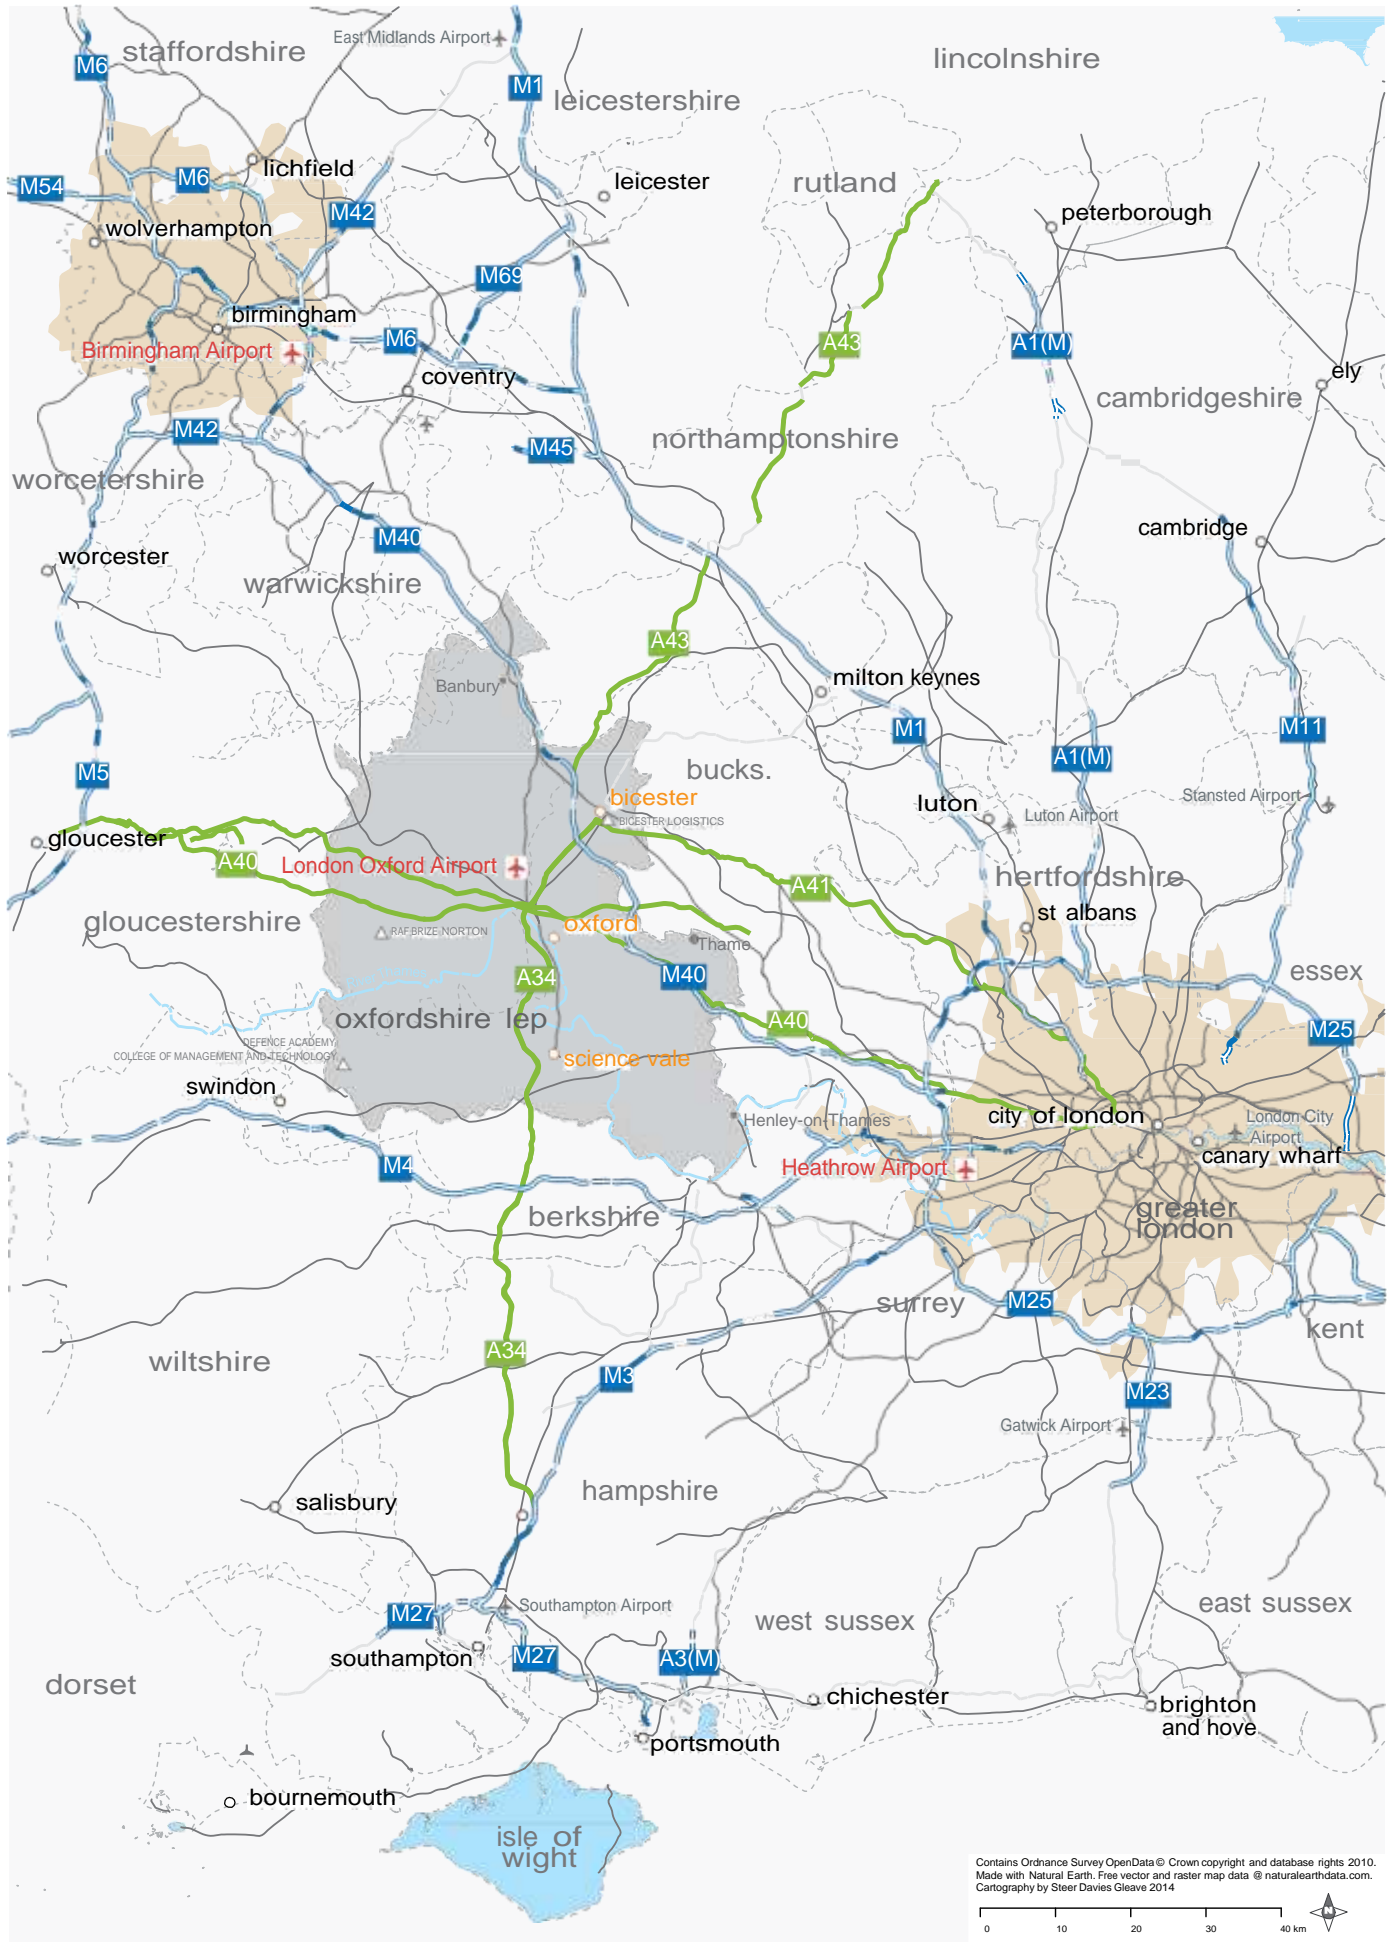 staffordshire
East Midlands Airport
lincolnshire
M6
M1
leicestershire
lichfield
M6
M54
leicester
rutland
M42
peterborough
wolverhampton
M69
birmingham
M6
A43
A1(M)
Birmingham Airport
coventry
ely
cambridgeshire
M42
M45
northamptonshire
worcetershire
M40
cambridge
worcester
warwickshire
A43
Banbury
milton keynes
M1
M11
A1(M)
M5
bucks.
bicester
BICESTER LOGISTICS
luton
Luton Airport
Stansted Airport
gloucester
A40
London Oxford Airport
A41
hertfordshire
gloucestershire
st albans
RAF BRIZE NORTON
oxford
Thame
A34
M40
essex
oxfordshire lep
A40
M25
DEFENCE ACADEMY
COLLEGE OF MANAGEMENT AND TECHNOLOGY
science vale
swindon
Henley-on-Thames
city of london
London City
Airport
canary wharf
M4
Heathrow Airport
berkshire
greater
london
surrey
M25
kent
wiltshire
A34
M3
M23
Gatwick Airport
hampshire
salisbury
Southampton Airport
M27
west sussex
east sussex
southampton
M27
A3(M)
dorset
chichester
brighton
and hove
portsmouth
bournemouth
isle of
wight
Contains Ordnance Survey OpenData © Crown copyright and database rights 2010.
Made with Natural Earth. Free vector and raster map data @ naturalearthdata.com.
Cartography by Steer Davies Gleave 2014
N
0 10 20 30 40 km